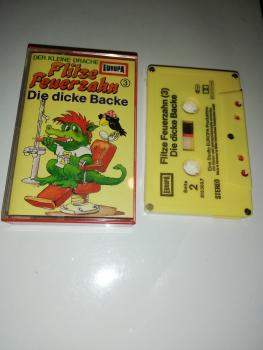 DER KLEINE DRACHE
EUROPA
Flitze
Feuerzahn
3
Die dicke Backe
Flitze Feuerzahn (3)
Die dicke Backe
EUROPA
Seite
2
STEREO